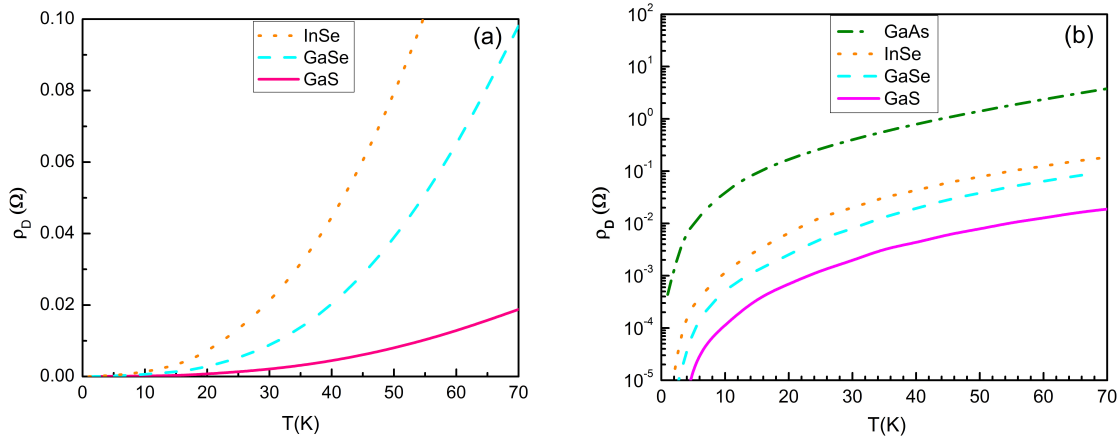 (a)
InSe
GaSe
GaS
0.10
0.08
0.06
0.04
0.02
0.00
ρ_D (Ω)
0 10 20 30 40 50 60 70
T(K)
(b)
GaAs
InSe
GaSe
GaS
10^2
10^1
10^0
10^-1
10^-2
10^-3
10^-4
10^-5
ρ_D (Ω)
0 10 20 30 40 50 60 70
T(K)